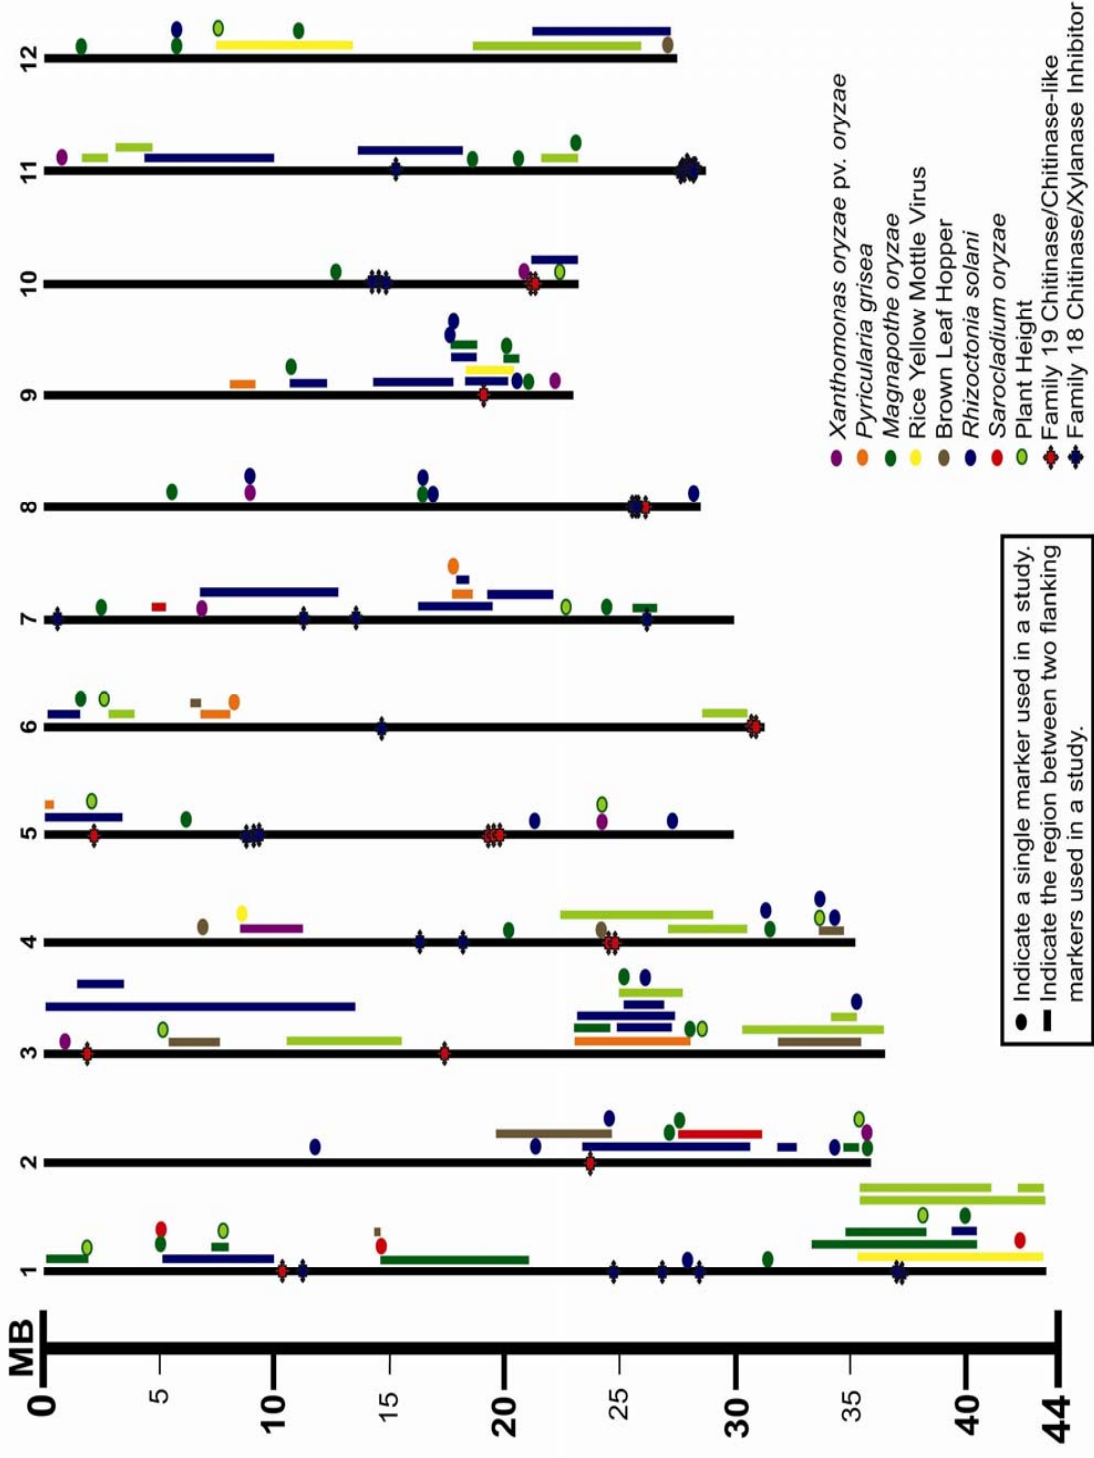 MB
0
5
10
15
20
25
30
35
40
44
1
2
3
4
5
6
7
8
9
10
11
12
Xanthomonas oryzae pv. oryzae
Pyricularia grisea
Magnapothe oryzae
Rice Yellow Mottle Virus
Brown Leaf Hopper
Rhizoctonia solani
Sarocladium oryzae
Plant Height
Family 19 Chitinase/Chitinase-like
Family 18 Chitinase/Xylanase Inhibitor
Indicate a single marker used in a study.
Indicate the region between two flanking
markers used in a study.